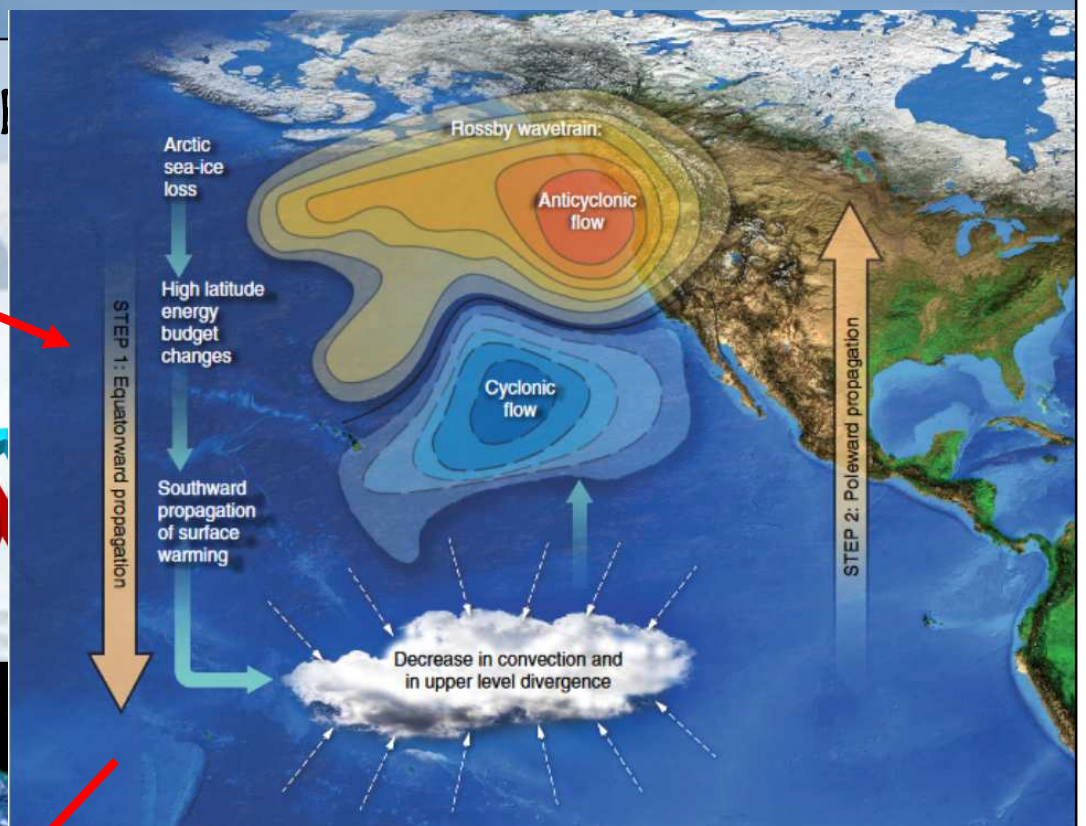 Arctic
sea-ice
loss
High latitude
energy
budget
changes
Southward
propagation
of surface
warming
STEP 1: Equatorward propagation
Rossby wavetrain:
Anticyclonic
flow
Cyclonic
flow
Decrease in convection and
in upper level divergence
STEP 2: Poleward propagation